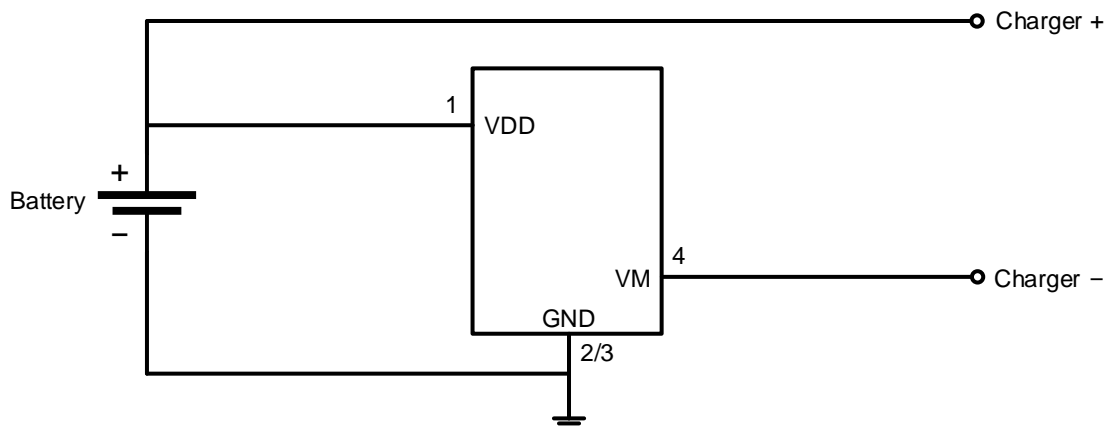 Charger +
1
VDD
+
Battery
−
4
VM
Charger −
GND
2/3